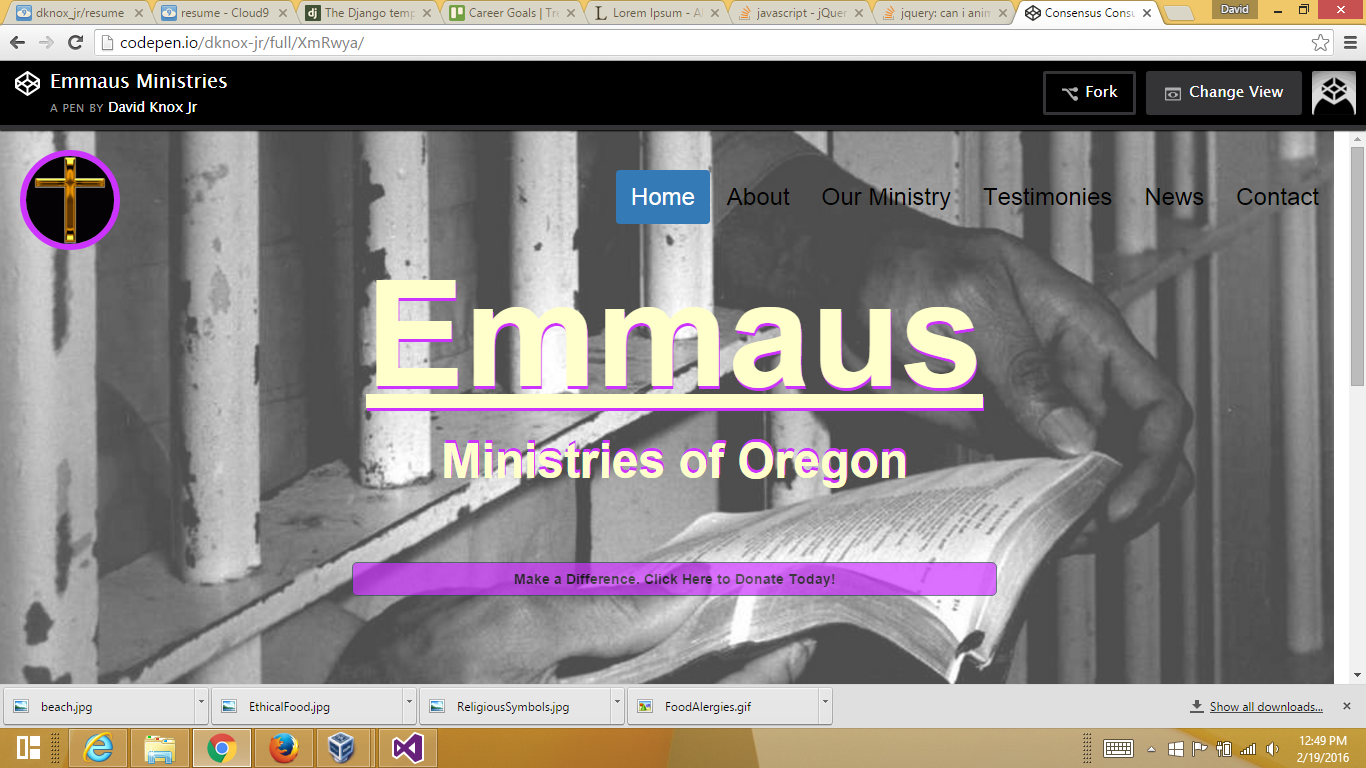 dknox_jr/resume
resume - Cloud9
The Django temp
Career Goals | Tre
Lorem Ipsum - Al
javascript - jQuer
jquery: can i anim
Consensus Consu
David
codepen.io/dknox-jr/full/XmRwya/
Emmaus Ministries
A PEN BY David Knox Jr
Fork
Change View
Home About Our Ministry Testimonies News Contact
Emmaus
Ministries of Oregon
Make a Difference. Click Here to Donate Today!
beach.jpg
EthicalFood.jpg
ReligiousSymbols.jpg
FoodAlergies.gif
Show all downloads...
12:49 PM
2/19/2016